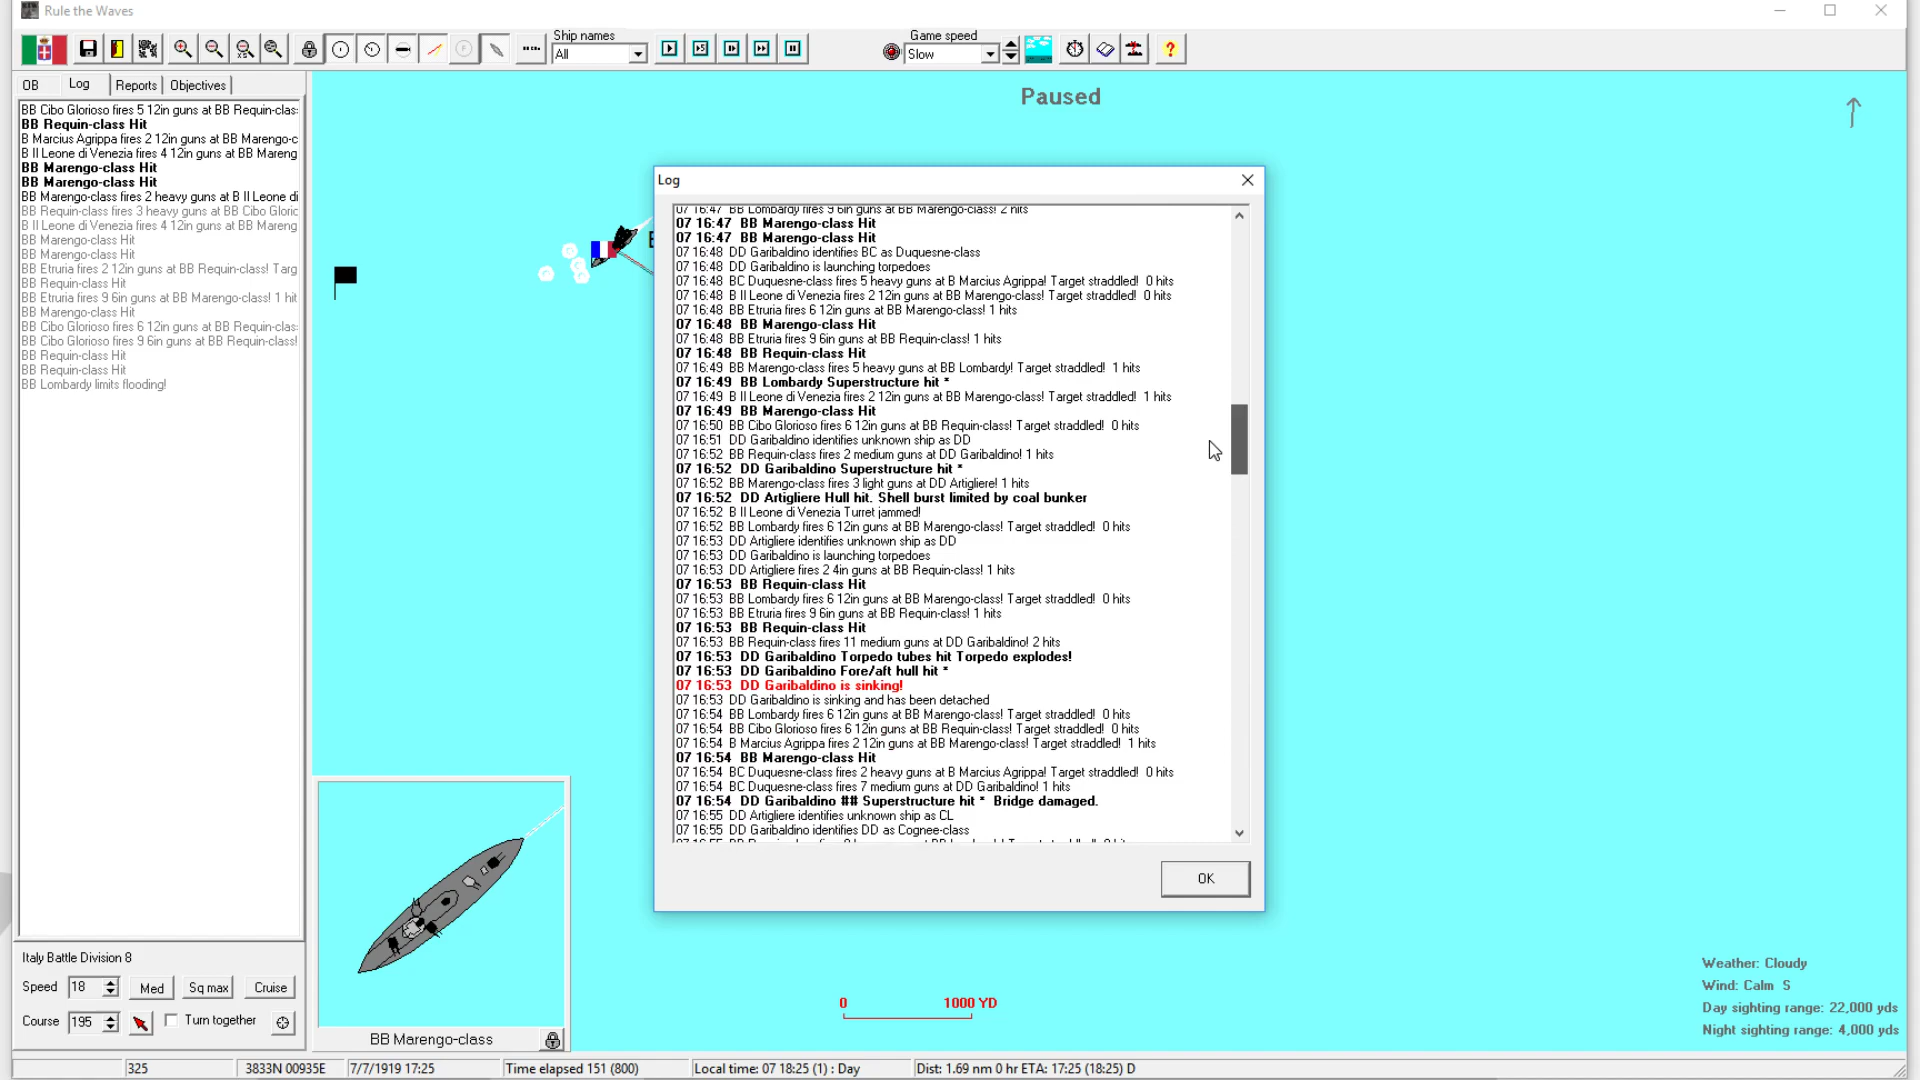 Rule the Waves
Ship names
All
Game speed
Slow
OB
Log
Reports
Objectives
BB Cibo Glorioso fires 5 12in guns at BB Requin-clas
BB Requin-class Hit
B Marcius Agrippa fires 2 12in guns at BB Marengo-c
B Il Leone di Venezia fires 4 12in guns at BB Mareng
BB Marengo-class Hit
BB Marengo-class Hit
BB Marengo-class fires 2 heavy guns at B Il Leone di
BB Requin-class fires 3 heavy guns at BB Cibo Gloric
B Il Leone di Venezia fires 4 12in guns at BB Mareng
BB Marengo-class Hit
BB Marengo-class Hit
BB Etruria fires 2 12in guns at BB Requin-class! Targ
BB Requin-class Hit
BB Etruria fires 9 6in guns at BB Marengo-class! 1 hit
BB Marengo-class Hit
BB Cibo Glorioso fires 6 12in guns at BB Requin-clas
BB Cibo Glorioso fires 9 6in guns at BB Requin-class!
BB Requin-class Hit
BB Requin-class Hit
BB Lombardy limits flooding!
Paused
Log
07 16:47 BB Lombardy fires 9 6in guns at BB Marengo-class! 2 hits
07 16:47 BB Marengo-class Hit
07 16:47 BB Marengo-class Hit
07 16:48 DD Garibaldino identifies BC as Duquesne-class
07 16:48 DD Garibaldino is launching torpedoes
07 16:48 BC Duquesne-class fires 5 heavy guns at B Marcius Agrippa! Target straddled! 0 hits
07 16:48 B Il Leone di Venezia fires 2 12in guns at BB Marengo-class! Target straddled! 0 hits
07 16:48 BB Etruria fires 6 12in guns at BB Marengo-class! 1 hits
07 16:48 BB Marengo-class Hit
07 16:48 BB Etruria fires 9 6in guns at BB Requin-class! 1 hits
07 16:48 BB Requin-class Hit
07 16:49 BB Marengo-class fires 5 heavy guns at BB Lombardy! Target straddled! 1 hits
07 16:49 BB Lombardy Superstructure hit *
07 16:49 B Il Leone di Venezia fires 2 12in guns at BB Marengo-class! Target straddled! 1 hits
07 16:49 BB Marengo-class Hit
07 16:50 BB Cibo Glorioso fires 6 12in guns at BB Requin-class! Target straddled! 0 hits
07 16:51 DD Garibaldino identifies unknown ship as DD
07 16:52 BB Requin-class fires 2 medium guns at DD Garibaldino! 1 hits
07 16:52 DD Garibaldino Superstructure hit *
07 16:52 BB Marengo-class fires 3 light guns at DD Artigliere! 1 hits
07 16:52 DD Artigliere Hull hit. Shell burst limited by coal bunker
07 16:52 B Il Leone di Venezia Turret jammed!
07 16:52 BB Lombardy fires 6 12in guns at BB Marengo-class! Target straddled! 0 hits
07 16:53 DD Artigliere identifies unknown ship as DD
07 16:53 DD Garibaldino is launching torpedoes
07 16:53 DD Artigliere fires 2 4in guns at BB Requin-class! 1 hits
07 16:53 BB Requin-class Hit
07 16:53 BB Lombardy fires 6 12in guns at BB Marengo-class! Target straddled! 0 hits
07 16:53 BB Etruria fires 9 6in guns at BB Requin-class! 1 hits
07 16:53 BB Requin-class Hit
07 16:53 BB Requin-class fires 11 medium guns at DD Garibaldino! 2 hits
07 16:53 DD Garibaldino Torpedo tubes hit Torpedo explodes!
07 16:53 DD Garibaldino Fore/aft hull hit *
07 16:53 DD Garibaldino is sinking!
07 16:53 DD Garibaldino is sinking and has been detached
07 16:54 BB Lombardy fires 6 12in guns at BB Marengo-class! Target straddled! 0 hits
07 16:54 BB Cibo Glorioso fires 6 12in guns at BB Requin-class! Target straddled! 0 hits
07 16:54 B Marcius Agrippa fires 2 12in guns at BB Marengo-class! Target straddled! 1 hits
07 16:54 BB Marengo-class Hit
07 16:54 BC Duquesne-class fires 2 heavy guns at B Marcius Agrippa! Target straddled! 0 hits
07 16:54 BC Duquesne-class fires 7 medium guns at DD Garibaldino! 1 hits
07 16:54 DD Garibaldino ## Superstructure hit * Bridge damaged.
07 16:55 DD Artigliere identifies unknown ship as CL
07 16:55 DD Garibaldino identifies DD as Cognee-class
OK
Italy Battle Division 8
Speed 18 Med Sq max Cruise
Course 195 Turn together
BB Marengo-class
0 1000 YD
Weather: Cloudy
Wind: Calm S
Day sighting range: 22,000 yds
Night sighting range: 4,000 yds
325 3833N 00935E 7/7/1919 17:25 Time elapsed 151 (800) Local time: 07 18:25 (1) : Day Dist: 1.69 nm 0 hr ETA: 17:25 (18:25) D